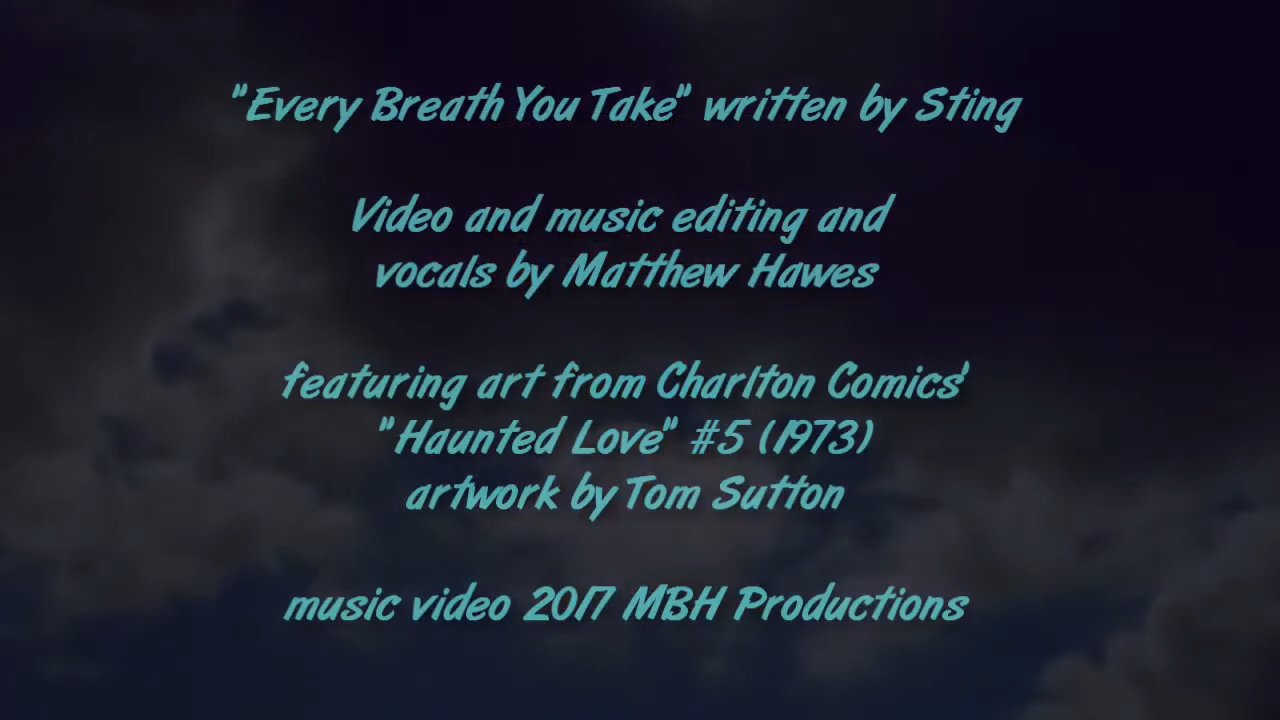 "Every Breath You Take" written by Sting
Video and music editing and
vocals by Matthew Hawes
featuring art from Charlton Comics'
"Haunted Love" #5 (1973)
artwork by Tom Sutton
music video 2017 MBH Productions